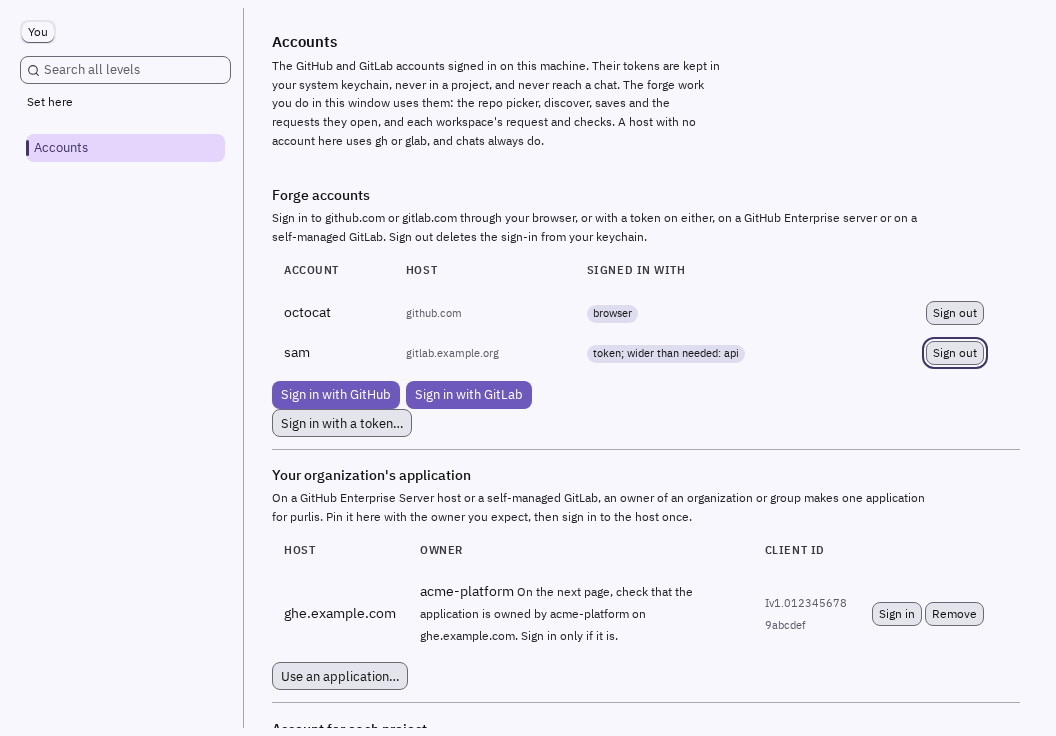 You
Search all levels
Set here
Accounts
Accounts
The GitHub and GitLab accounts signed in on this machine. Their tokens are kept in
your system keychain, never in a project, and never reach a chat. The forge work
you do in this window uses them: the repo picker, discover, saves and the
requests they open, and each workspace's request and checks. A host with no
account here uses gh or glab, and chats always do.
Forge accounts
Sign in to github.com or gitlab.com through your browser, or with a token on either, on a GitHub Enterprise server or on a
self-managed GitLab. Sign out deletes the sign-in from your keychain.
ACCOUNT HOST SIGNED IN WITH
octocat github.com browser Sign out
sam gitlab.example.org token; wider than needed: api Sign out
Sign in with GitHub Sign in with GitLab
Sign in with a token...
Your organization's application
On a GitHub Enterprise Server host or a self-managed GitLab, an owner of an organization or group makes one application
for purlis. Pin it here with the owner you expect, then sign in to the host once.
HOST OWNER CLIENT ID
acme-platform On the next page, check that the
application is owned by acme-platform on
ghe.example.com. Sign in only if it is.
ghe.example.com
Iv1.012345678
9abcdef
Sign in Remove
Use an application...
Account for each project